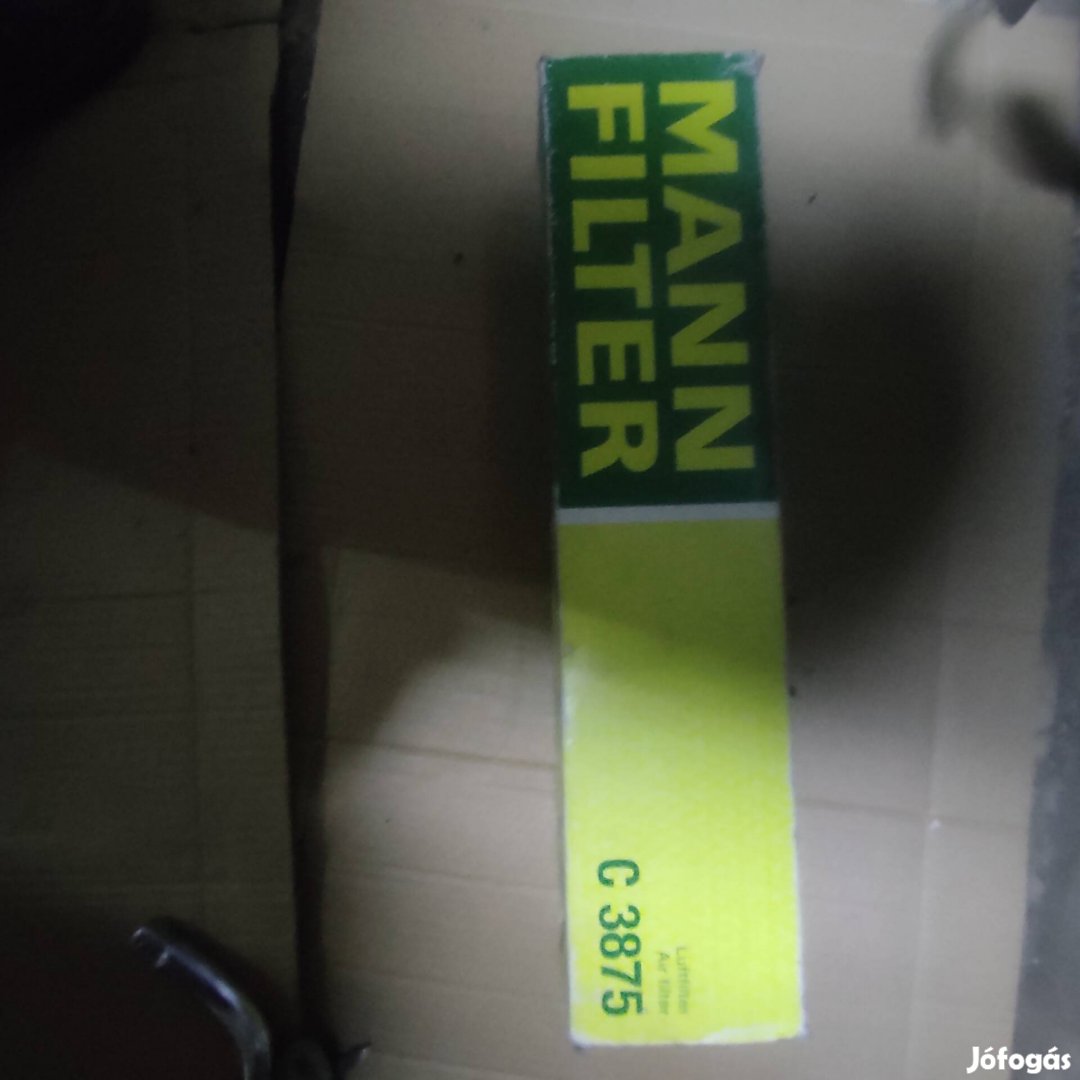 MANN
FILTER
Luftfilter
Air filter
C 3875
Jófogás